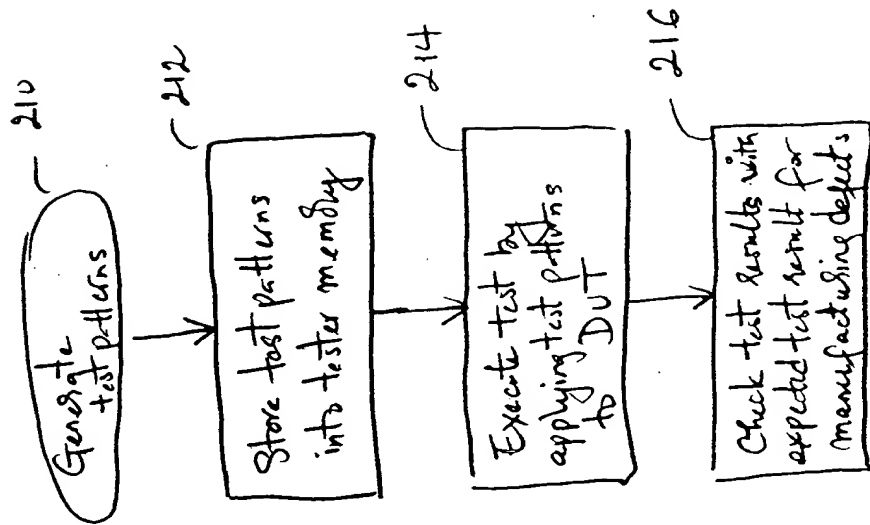 210
Generate
test patterns
212
Store test patterns
into tester memory
214
Execute test by
applying test patterns
to DUT
216
Check test results with
expected test result for
manufacturing defects